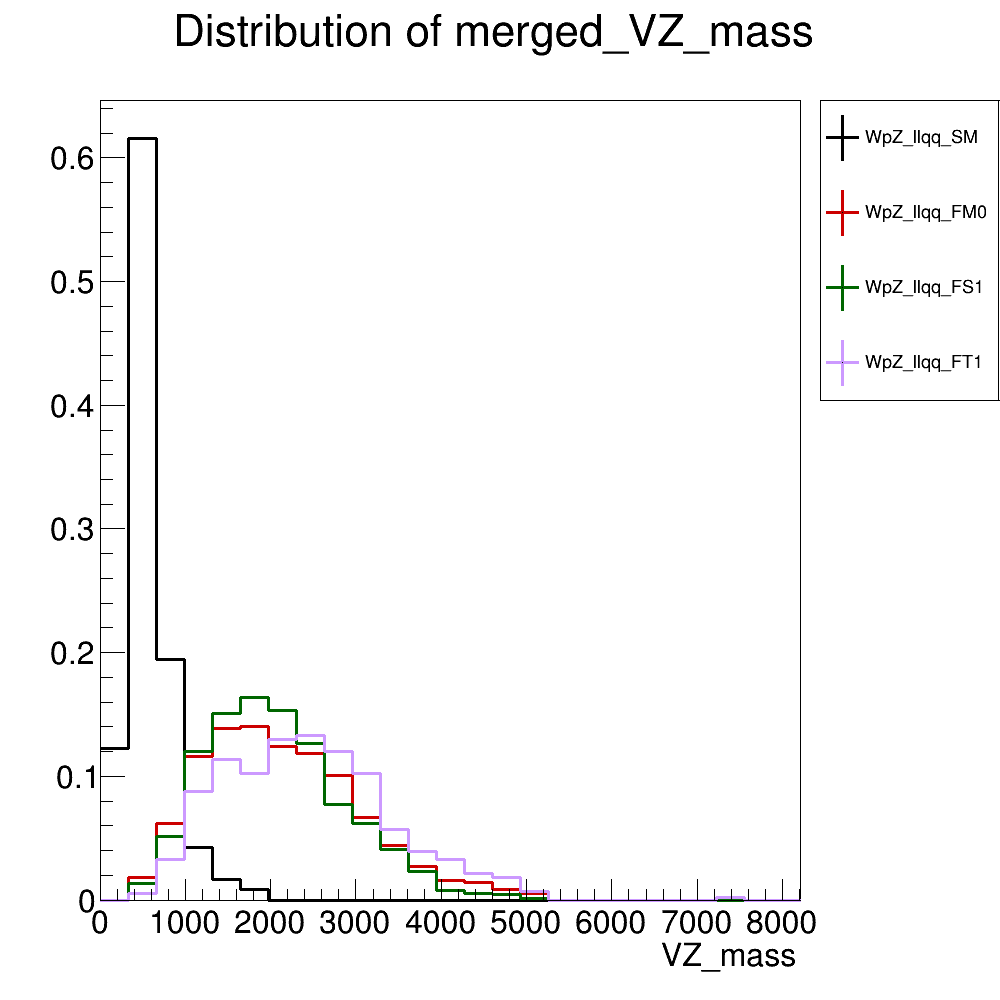 Distribution of merged_VZ_mass
WpZ_llqq_SM
WpZ_llqq_FM0
WpZ_llqq_FS1
WpZ_llqq_FT1
0.6
0.5
0.4
0.3
0.2
0.1
0
0 1000 2000 3000 4000 5000 6000 7000 8000
VZ_mass